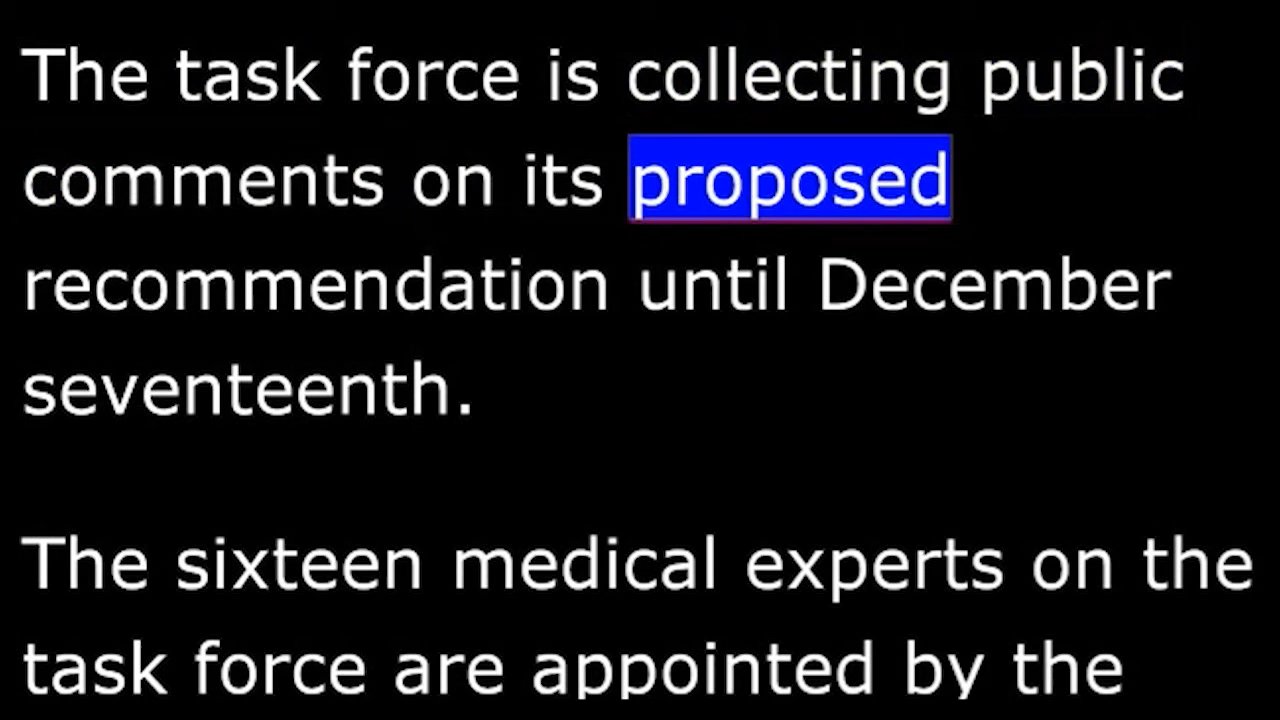 The task force is collecting public
comments on its proposed
recommendation until December
seventeenth.
The sixteen medical experts on the
task force are appointed by the